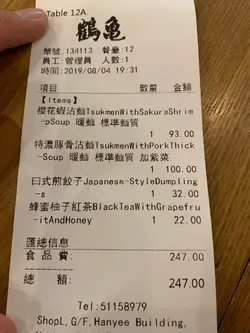 Table 12A
鶴亀
單號:134113 餐臺:12
員工:管理員 人數:1
時間:2019/08/04 19:31
項目 數量 金額
【Items】
櫻花蝦沾麵TsukmenWithSakuraShrim
-pSoup 暖麵 標準麵質
1 93.00
特濃豚骨沾麵TsukmenWithPorkThick
-Soup 暖麵 標準麵質 加紫菜
1 100.00
日式煎餃子Japanese-StyleDumpling
-s 1 32.00
蜂蜜柚子紅茶BlackTeaWithGrapefru
-itAndHoney 1 22.00
匯總信息
食 品 費: 247.00
總 額: 247.00
Tel:51158979
ShopL,G/F,Hanyee Building,